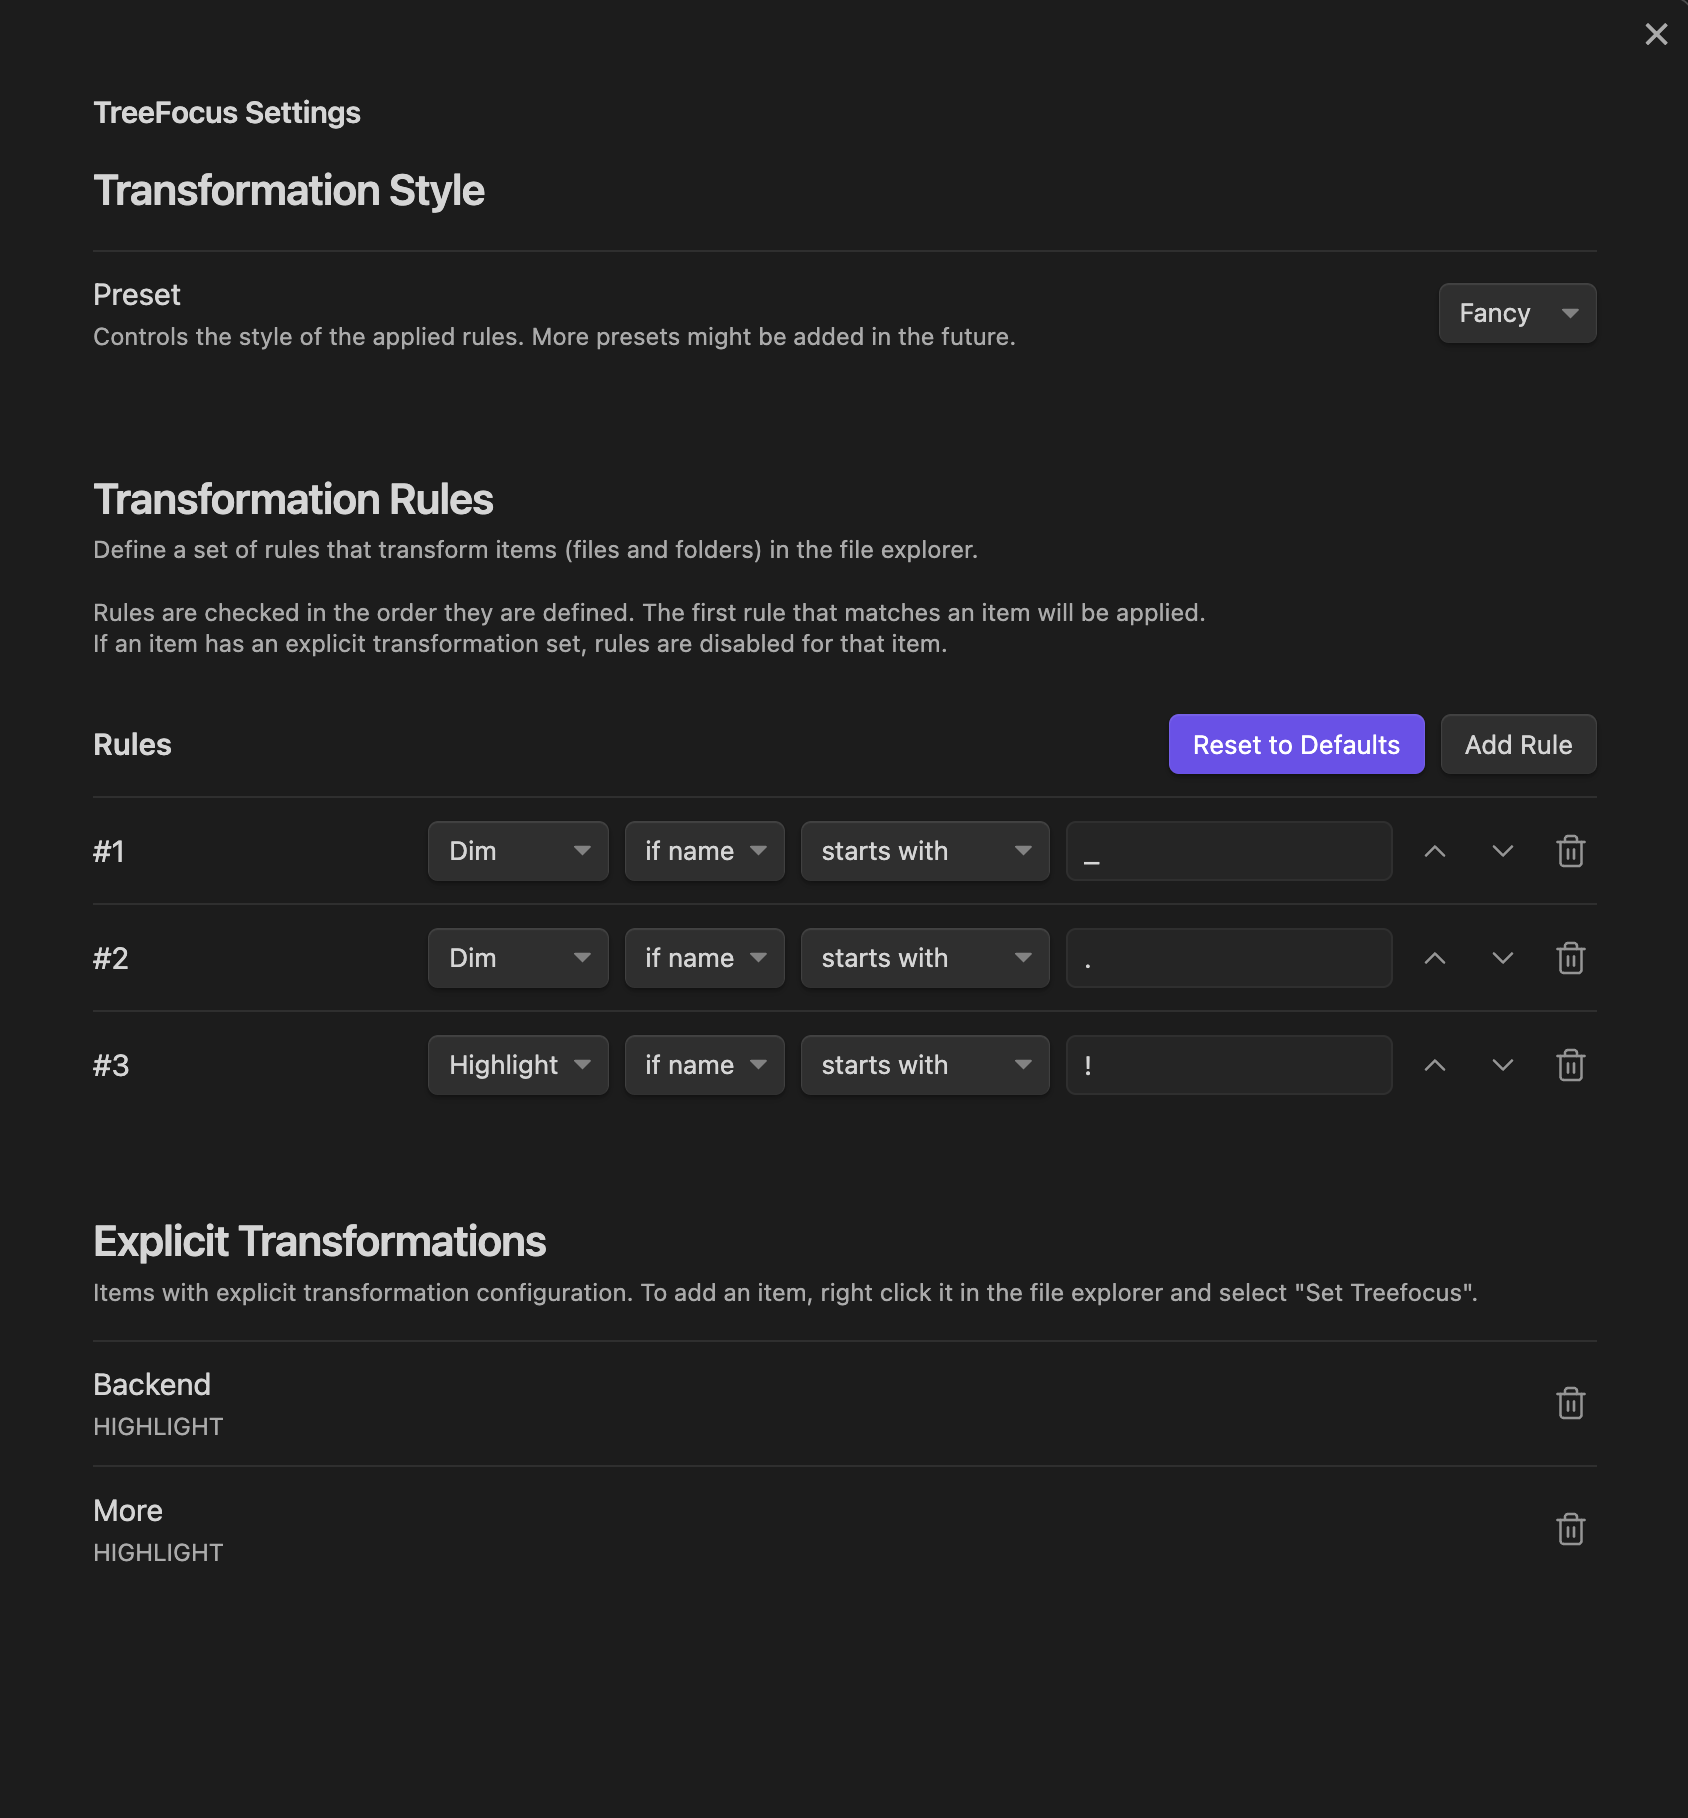 TreeFocus Settings
Transformation Style
Preset
Controls the style of the applied rules. More presets might be added in the future.
Fancy
Transformation Rules
Define a set of rules that transform items (files and folders) in the file explorer.
Rules are checked in the order they are defined. The first rule that matches an item will be applied.
If an item has an explicit transformation set, rules are disabled for that item.
Rules
Reset to Defaults
Add Rule
#1 Dim if name starts with _
#2 Dim if name starts with .
#3 Highlight if name starts with !
Explicit Transformations
Items with explicit transformation configuration. To add an item, right click it in the file explorer and select "Set Treefocus".
Backend
HIGHLIGHT
More
HIGHLIGHT